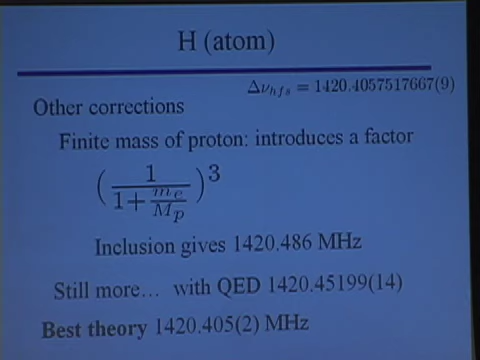 H (atom)
Δν_hfs = 1420.4057517667(9)
Other corrections
Finite mass of proton: introduces a factor
(1/(1+m_e/M_p))^3
Inclusion gives 1420.486 MHz
Still more... with QED 1420.45199(14)
Best theory 1420.405(2) MHz